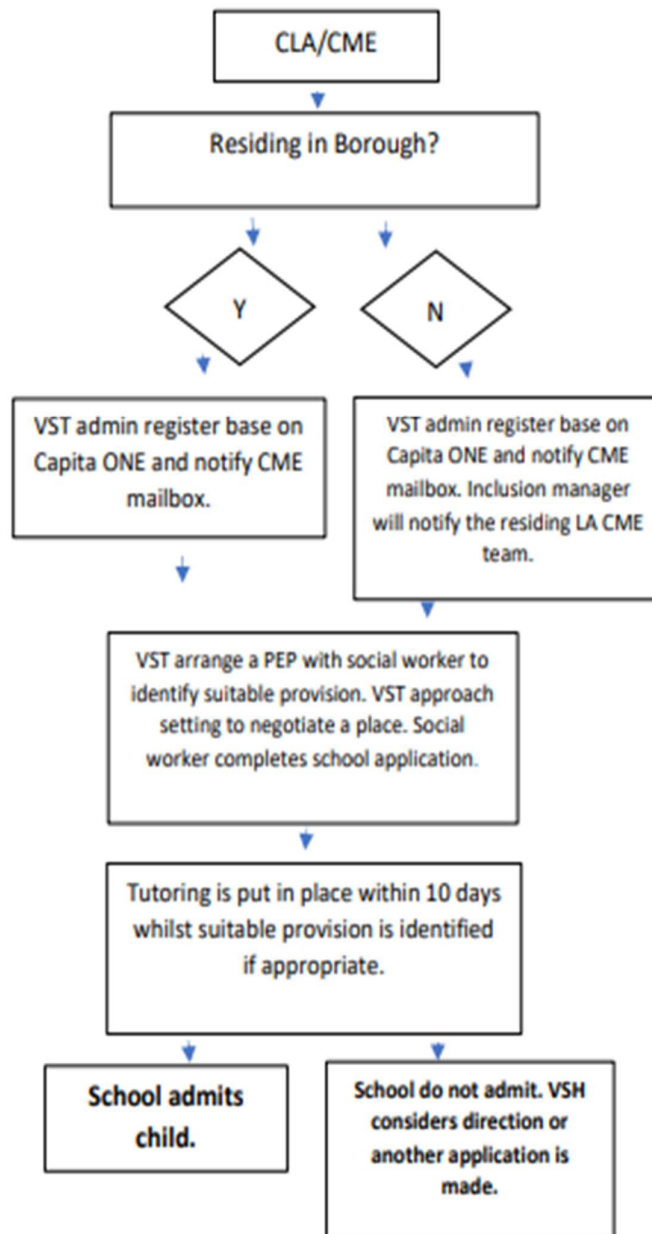 CLA/CME
Residing in Borough?
Y
N
VST admin register base on
Capita ONE and notify CME
mailbox.
VST admin register base on
Capita ONE and notify CME
mailbox. Inclusion manager
will notify the residing LA CME
team.
VST arrange a PEP with social worker to
identify suitable provision. VST approach
setting to negotiate a place. Social
worker completes school application.
Tutoring is put in place within 10 days
whilst suitable provision is identified
if appropriate.
School admits
child.
School do not admit. VSH
considers direction or
another application is
made.